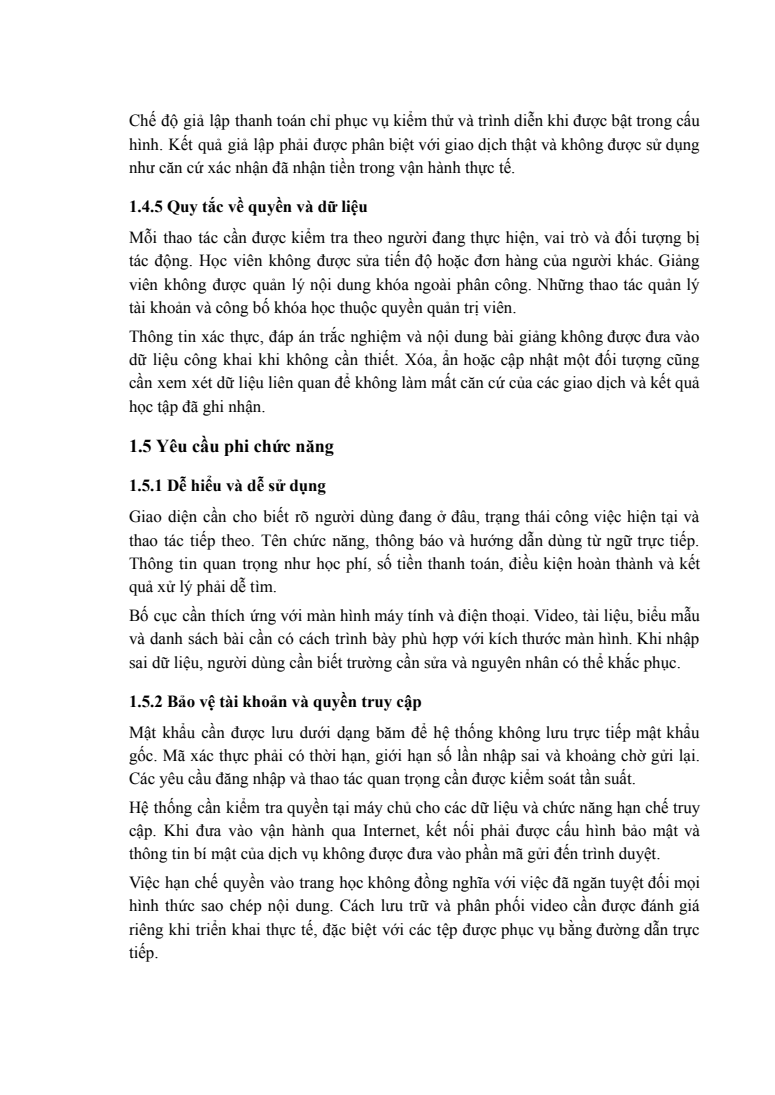 Chế độ giả lập thanh toán chỉ phục vụ kiểm thử và trình diễn khi được bật trong cấu
hình. Kết quả giả lập phải được phân biệt với giao dịch thật và không được sử dụng
như căn cứ xác nhận đã nhận tiền trong vận hành thực tế.
1.4.5 Quy tắc về quyền và dữ liệu
Mỗi thao tác cần được kiểm tra theo người đang thực hiện, vai trò và đối tượng bị
tác động. Học viên không được sửa tiến độ hoặc đơn hàng của người khác. Giảng
viên không được quản lý nội dung khóa ngoài phân công. Những thao tác quản lý
tài khoản và công bố khóa học thuộc quyền quản trị viên.
Thông tin xác thực, đáp án trắc nghiệm và nội dung bài giảng không được đưa vào
dữ liệu công khai khi không cần thiết. Xóa, ẩn hoặc cập nhật một đối tượng cũng
cần xem xét dữ liệu liên quan để không làm mất căn cứ của các giao dịch và kết quả
học tập đã ghi nhận.
1.5 Yêu cầu phi chức năng
1.5.1 Dễ hiểu và dễ sử dụng
Giao diện cần cho biết rõ người dùng đang ở đâu, trạng thái công việc hiện tại và
thao tác tiếp theo. Tên chức năng, thông báo và hướng dẫn dùng từ ngữ trực tiếp.
Thông tin quan trọng như học phí, số tiền thanh toán, điều kiện hoàn thành và kết
quả xử lý phải dễ tìm.
Bố cục cần thích ứng với màn hình máy tính và điện thoại. Video, tài liệu, biểu mẫu
và danh sách bài cần có cách trình bày phù hợp với kích thước màn hình. Khi nhập
sai dữ liệu, người dùng cần biết trường cần sửa và nguyên nhân có thể khắc phục.
1.5.2 Bảo vệ tài khoản và quyền truy cập
Mật khẩu cần được lưu dưới dạng băm để hệ thống không lưu trực tiếp mật khẩu
gốc. Mã xác thực phải có thời hạn, giới hạn số lần nhập sai và khoảng chờ gửi lại.
Các yêu cầu đăng nhập và thao tác quan trọng cần được kiểm soát tần suất.
Hệ thống cần kiểm tra quyền tại máy chủ cho các dữ liệu và chức năng hạn chế truy
cập. Khi đưa vào vận hành qua Internet, kết nối phải được cấu hình bảo mật và
thông tin bí mật của dịch vụ không được đưa vào phần mã gửi đến trình duyệt.
Việc hạn chế quyền vào trang học không đồng nghĩa với việc đã ngăn tuyệt đối mọi
hình thức sao chép nội dung. Cách lưu trữ và phân phối video cần được đánh giá
riêng khi triển khai thực tế, đặc biệt với các tệp được phục vụ bằng đường dẫn trực
tiếp.